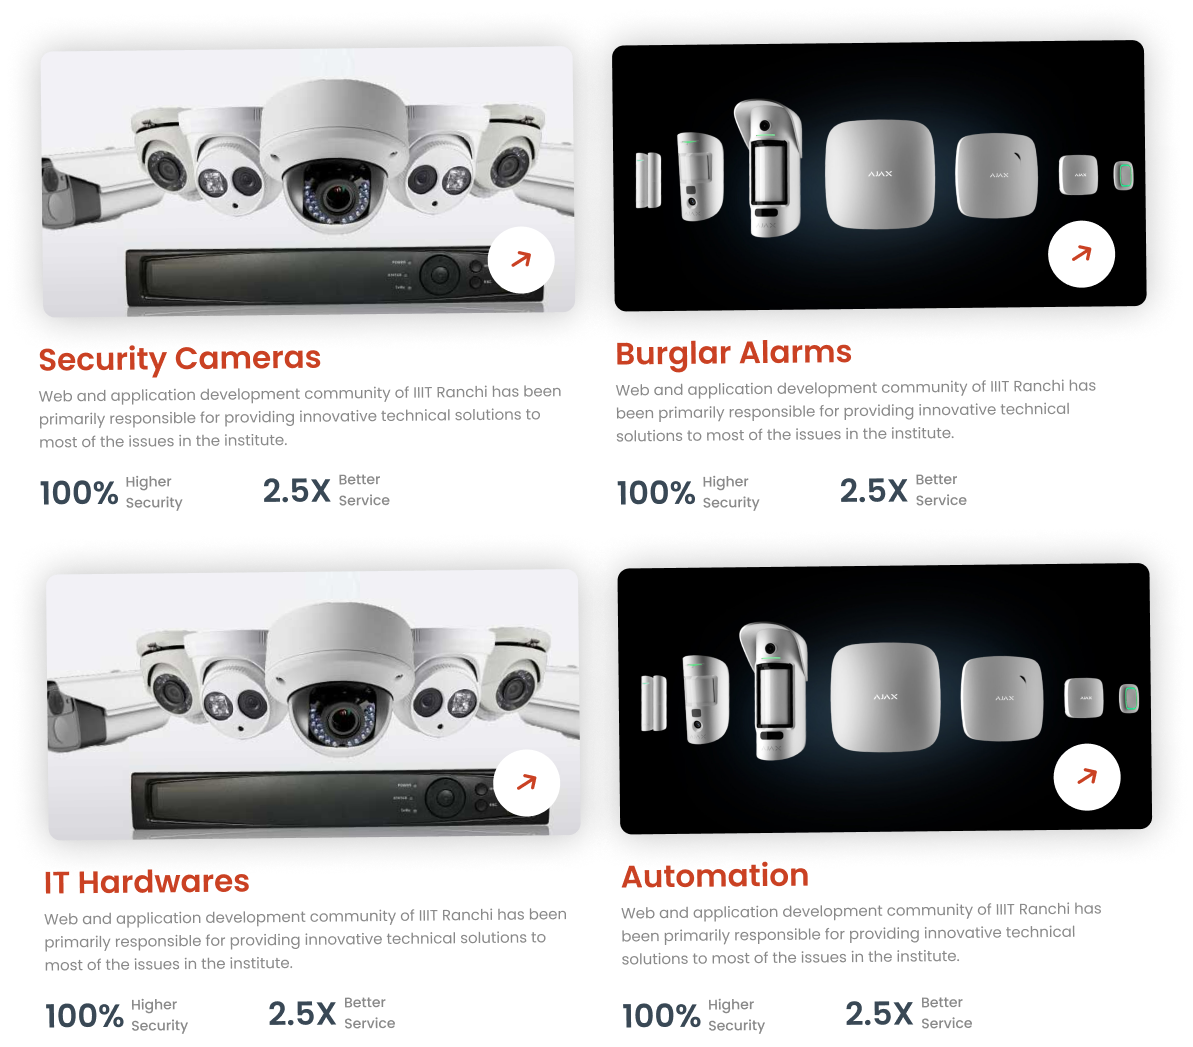 AJAX
AJAX
AJAX
AJAX
POWER
STATUS
Security Cameras
Web and application development community of IIIT Ranchi has been
primarily responsible for providing innovative technical solutions to
most of the issues in the institute.
100% Higher Security
2.5X Better Service
Burglar Alarms
Web and application development community of IIIT Ranchi has
been primarily responsible for providing innovative technical
solutions to most of the issues in the institute.
100% Higher Security
2.5X Better Service
AJAX
AJAX
AJAX
AJAX
POWER
STATUS
IT Hardwares
Web and application development community of IIIT Ranchi has been
primarily responsible for providing innovative technical solutions to
most of the issues in the institute.
100% Higher Security
2.5X Better Service
Automation
Web and application development community of IIIT Ranchi has
been primarily responsible for providing innovative technical
solutions to most of the issues in the institute.
100% Higher Security
2.5X Better Service